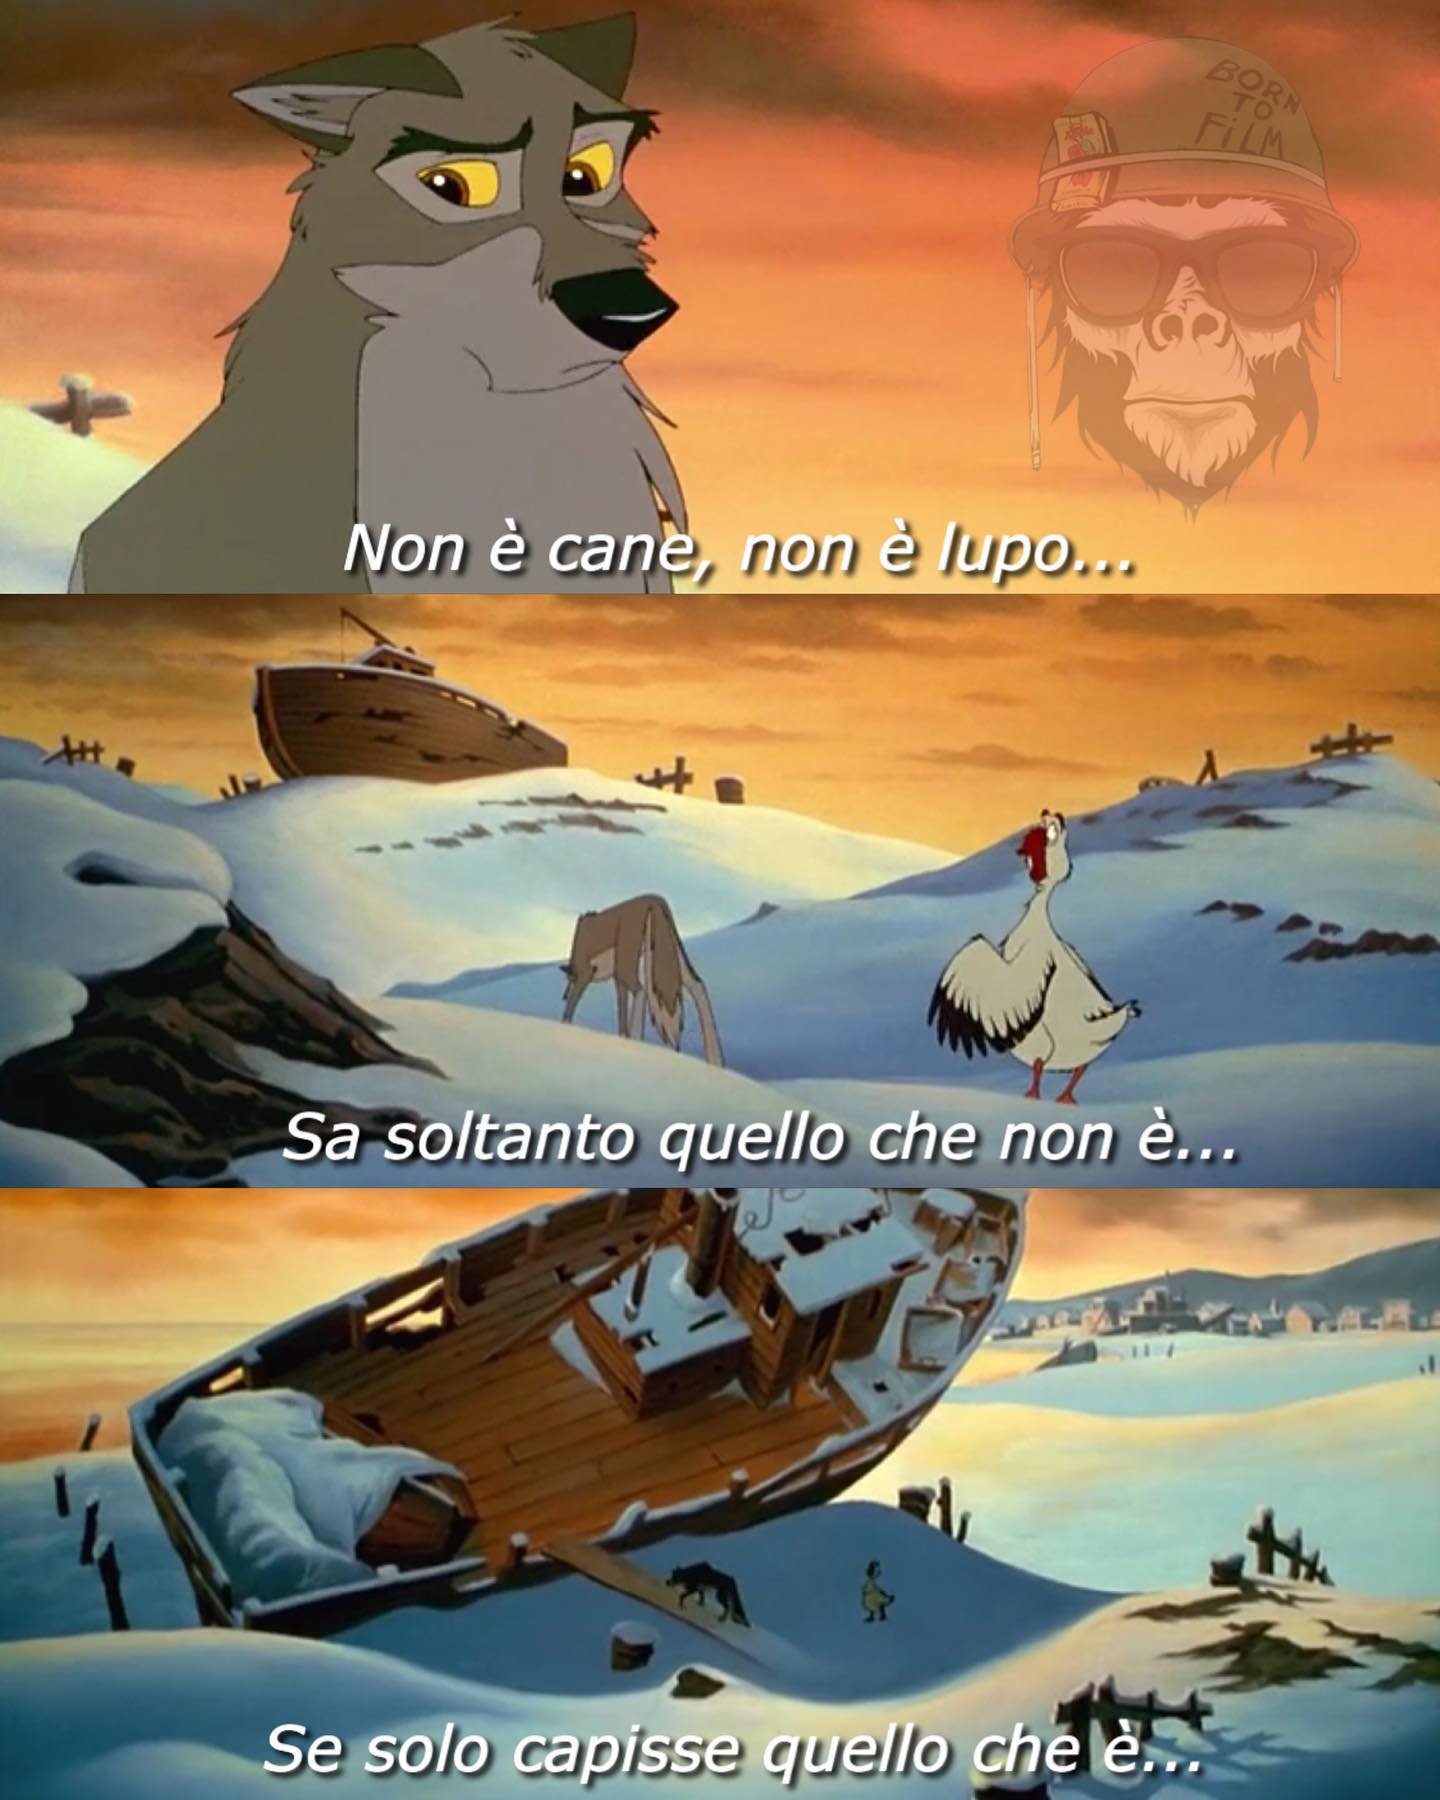 BORN
TO
FiLM
Non è cane, non è lupo...
Sa soltanto quello che non è...
Se solo capisse quello che è...